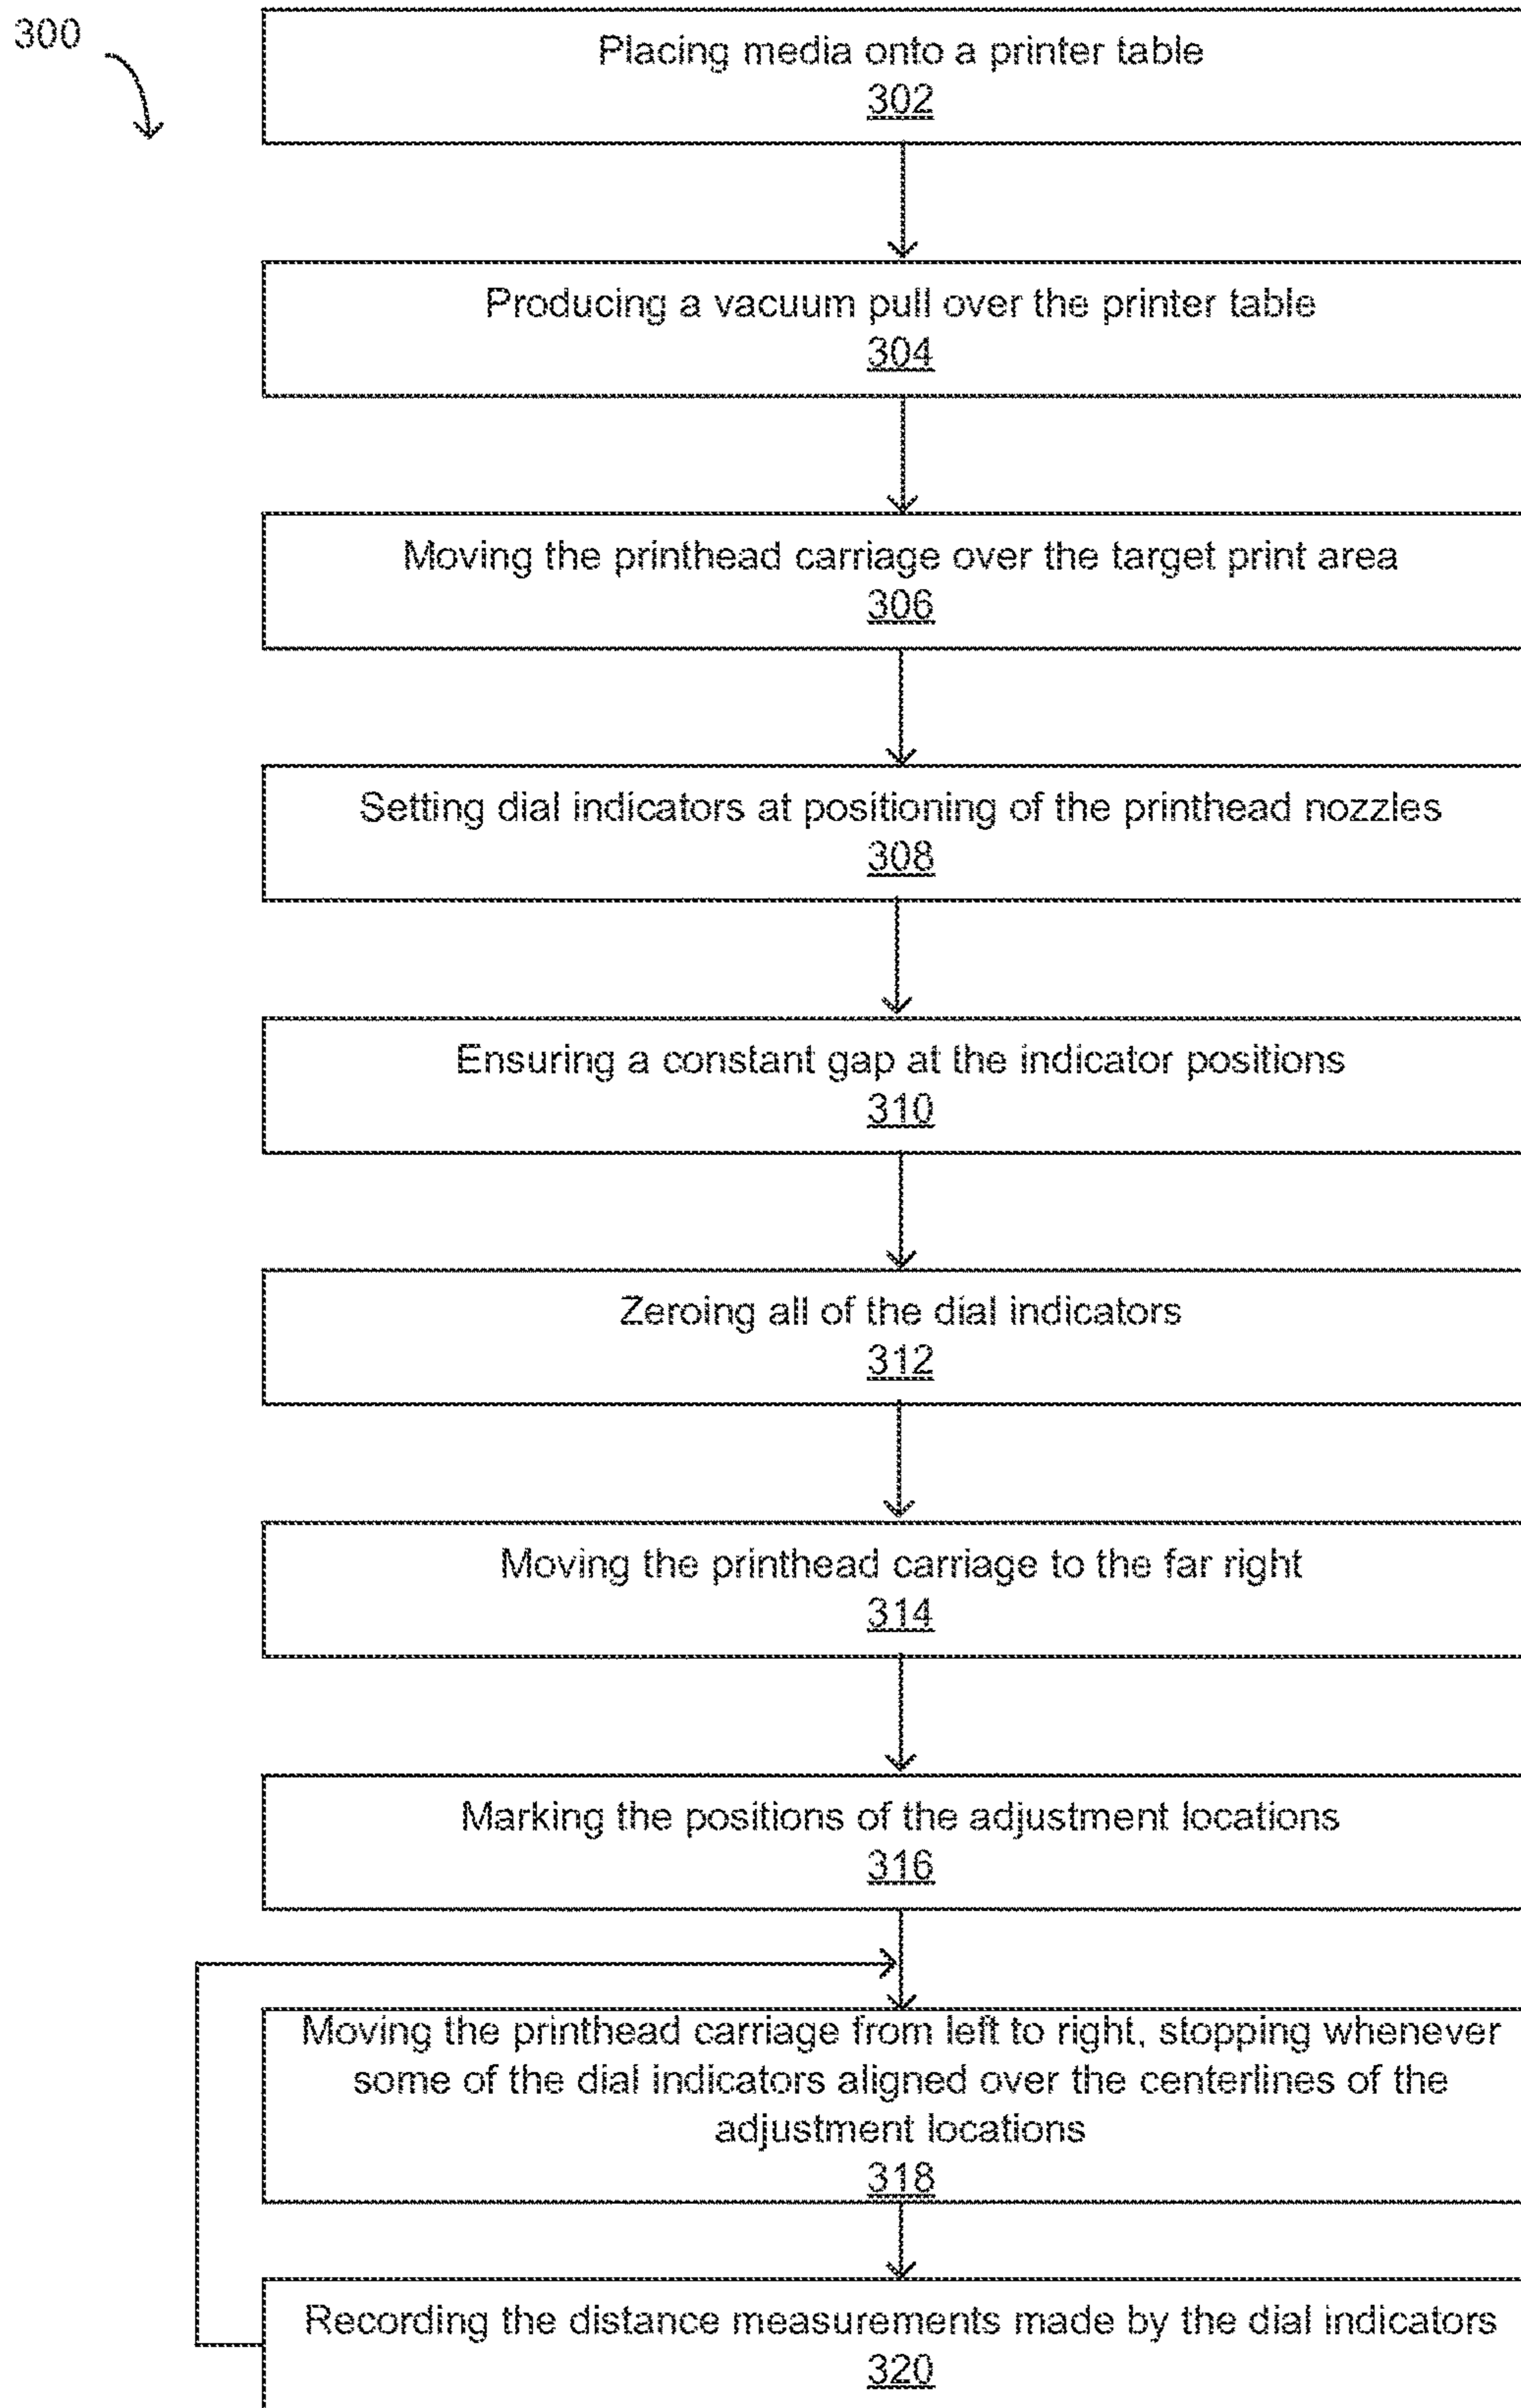 300
Placing media onto a printer table
302
Producing a vacuum pull over the printer table
304
Moving the printhead carriage over the target print area
306
Setting dial indicators at positioning of the printhead nozzles
308
Ensuring a constant gap at the indicator positions
310
Zeroing all of the dial indicators
312
Moving the printhead carriage to the far right
314
Marking the positions of the adjustment locations
316
Moving the printhead carriage from left to right, stopping whenever
some of the dial indicators aligned over the centerlines of the
adjustment locations
318
Recording the distance measurements made by the dial indicators
320